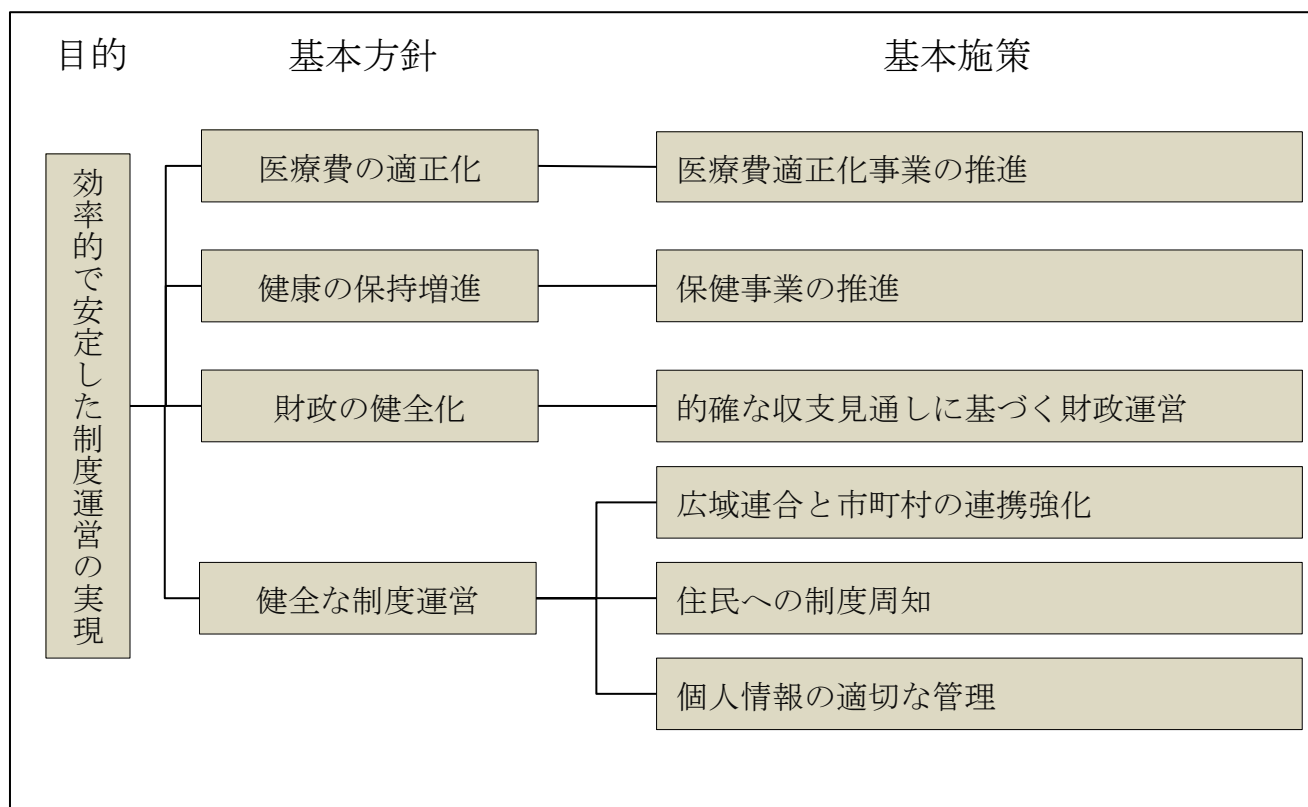 目的
基本方針
基本施策
効率的で安定した制度運営の実現
医療費の適正化
医療費適正化事業の推進
健康の保持増進
保健事業の推進
財政の健全化
的確な収支見通しに基づく財政運営
健全な制度運営
広域連合と市町村の連携強化
住民への制度周知
個人情報の適切な管理